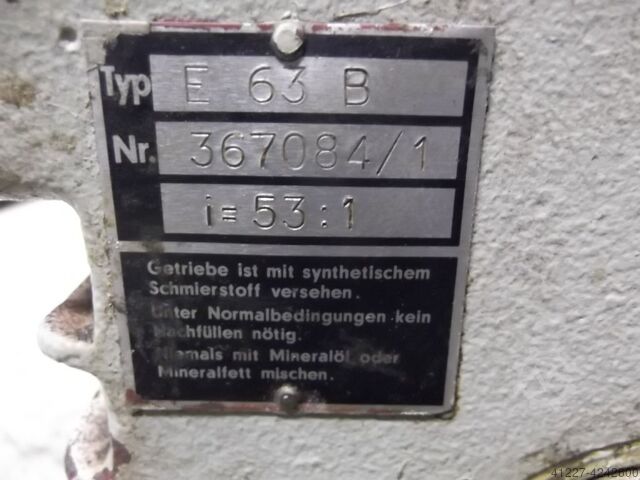 Typ E 63 B
Nr. 367084/1
i= 53:1
Getriebe ist mit synthetischem
Schmierstoff versehen.
Unter Normalbedingungen kein
Nachfüllen nötig.
Niemals mit Mineralöl oder
Mineralfett mischen.
41227-4242600